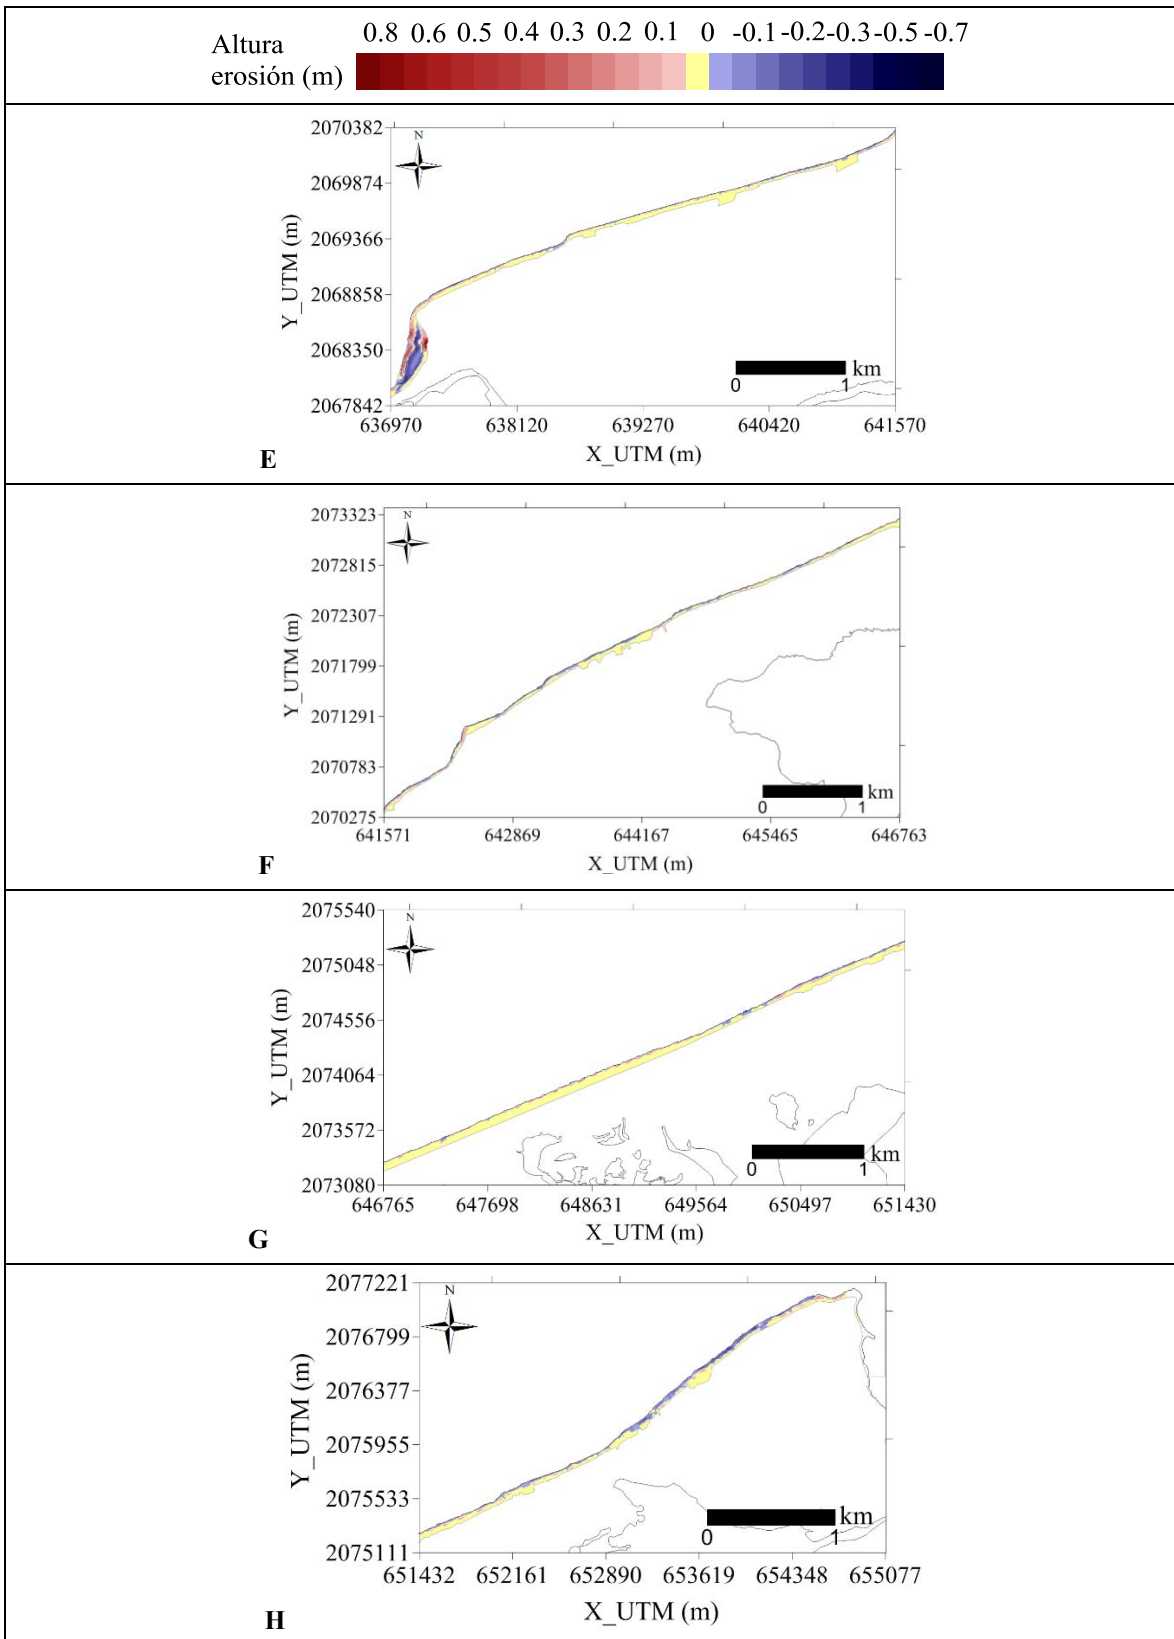 0.8 0.6 0.5 0.4 0.3 0.2 0.1 0 -0.1 -0.2 -0.3 -0.5 -0.7
Altura
erosión (m)
N
2070382
2069874
2069366
2068858
2068350
2067842
Y_UTM (m)
km
0 1
636970 638120 639270 640420 641570
X_UTM (m)
E
N
2073323
2072815
2072307
2071799
2071291
2070783
2070275
Y_UTM (m)
km
0 1
641571 642869 644167 645465 646763
X_UTM (m)
F
N
2075540
2075048
2074556
2074064
2073572
2073080
Y_UTM (m)
km
0 1
646765 647698 648631 649564 650497 651430
X_UTM (m)
G
N
2077221
2076799
2076377
2075955
2075533
2075111
Y_UTM (m)
km
0 1
651432 652161 652890 653619 654348 655077
X_UTM (m)
H